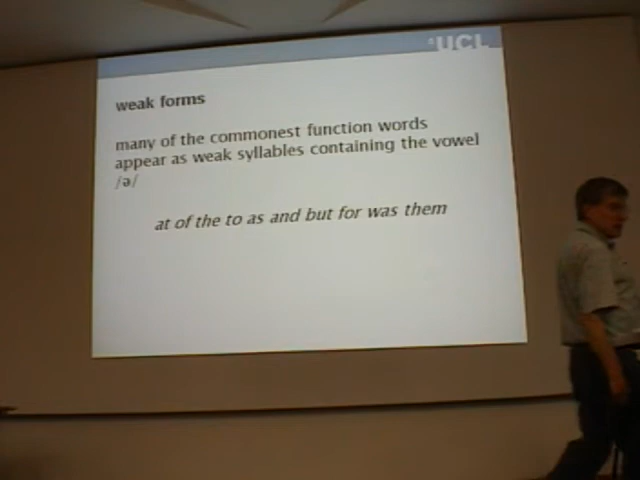 UCL
weak forms
many of the commonest function words
appear as weak syllables containing the vowel
/ə/
at of the to as and but for was them